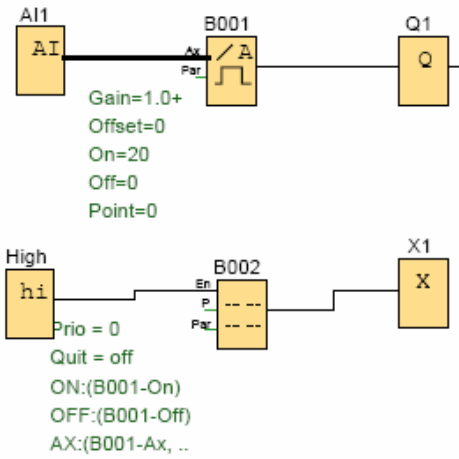 AI1
B001
Q1
AI
Ax
A
Q
Par
Gain=1.0+
Offset=0
On=20
Off=0
Point=0
High
B002
X1
hi
En
X
P
Par
Prio = 0
Quit = off
ON:(B001-On)
OFF:(B001-Off)
AX:(B001-Ax, ..